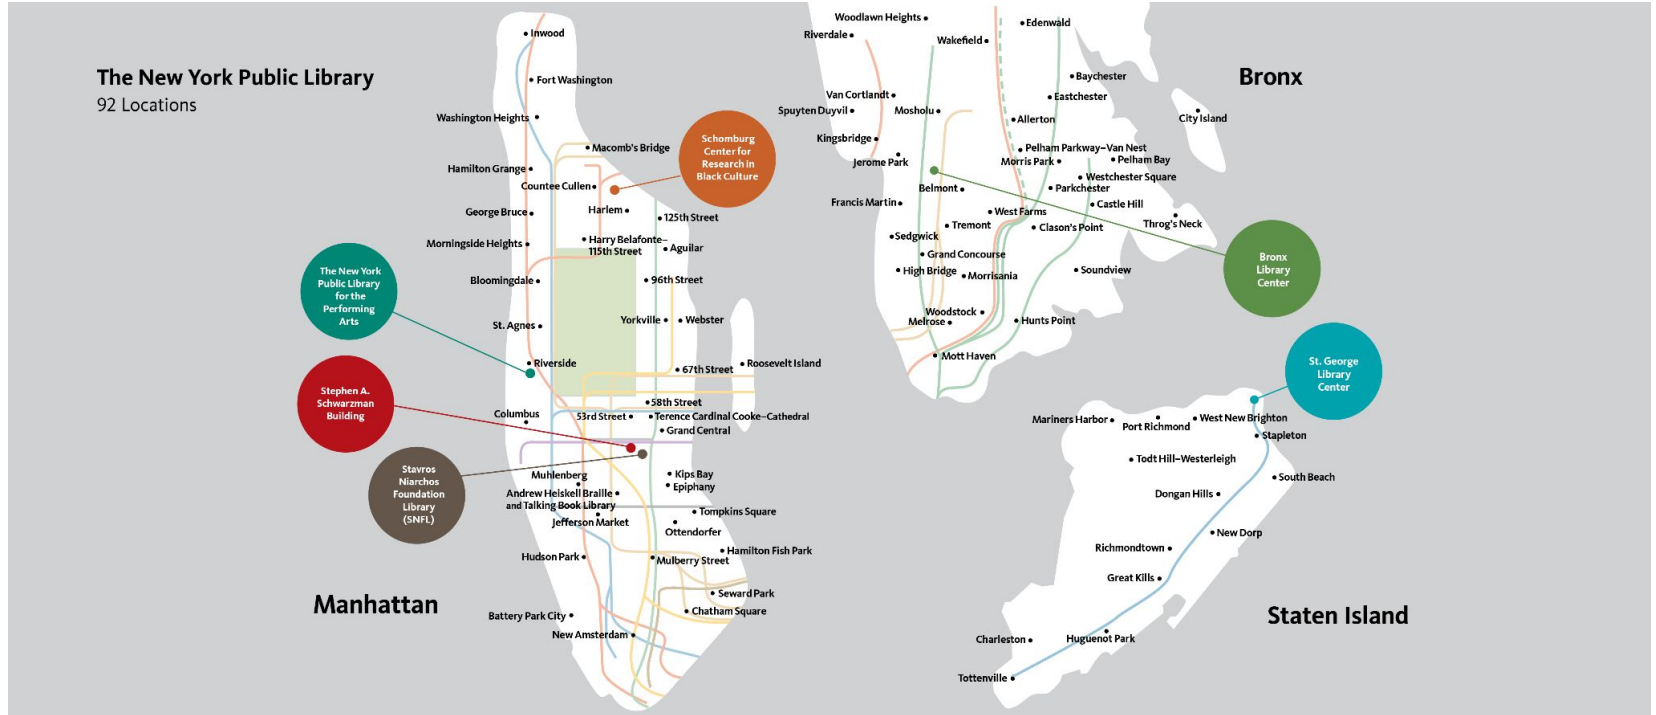 The New York Public Library
92 Locations
Manhattan
Inwood
Fort Washington
Washington Heights
Macomb's Bridge
Hamilton Grange
Countee Cullen
Schomburg
Center for
Research in
Black Culture
George Bruce
Harlem
125th Street
Morningside Heights
Harry Belafonte–
115th Street
Aguilar
Bloomingdale
96th Street
The New York
Public Library
for the
Performing
Arts
St. Agnes
Yorkville
Webster
Riverside
67th Street
Roosevelt Island
Stephen A.
Schwarzman
Building
58th Street
Columbus
53rd Street
Terence Cardinal Cooke–Cathedral
Grand Central
Stavros
Niarchos
Foundation
Library
(SNFL)
Muhlenberg
Kips Bay
Epiphany
Andrew Heiskell Braille
and Talking Book Library
Jefferson Market
Tompkins Square
Ottendorfer
Hudson Park
Mulberry Street
Hamilton Fish Park
Seward Park
Chatham Square
Battery Park City
New Amsterdam
Bronx
Woodlawn Heights
Riverdale
Wakefield
Edenwald
Baychester
Van Cortlandt
Eastchester
Spuyten Duyvil
Mosholu
Allerton
City Island
Kingsbridge
Pelham Parkway–Van Nest
Jerome Park
Morris Park
Pelham Bay
Westchester Square
Belmont
Parkchester
Francis Martin
West Farms
Castle Hill
Throg's Neck
Tremont
Clason's Point
Sedgwick
Grand Concourse
High Bridge
Morrisania
Soundview
Bronx
Library
Center
Woodstock
Melrose
Hunts Point
Mott Haven
Staten Island
St. George
Library
Center
Mariners Harbor
Port Richmond
West New Brighton
Stapleton
Todt Hill–Westerleigh
South Beach
Dongan Hills
New Dorp
Richmondtown
Great Kills
Charleston
Huguenot Park
Tottenville